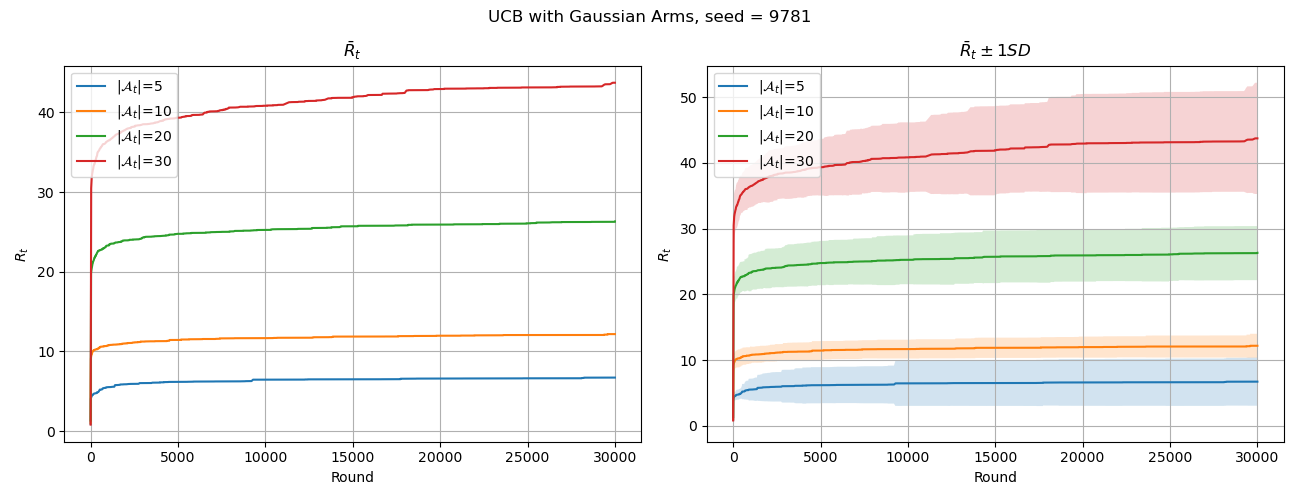 UCB with Gaussian Arms, seed = 9781
R̄ₜ
|𝒜ₜ|=5
|𝒜ₜ|=10
|𝒜ₜ|=20
|𝒜ₜ|=30
Rₜ
40
30
20
10
0
0 5000 10000 15000 20000 25000 30000
Round
R̄ₜ ± 1SD
|𝒜ₜ|=5
|𝒜ₜ|=10
|𝒜ₜ|=20
|𝒜ₜ|=30
Rₜ
50
40
30
20
10
0
0 5000 10000 15000 20000 25000 30000
Round